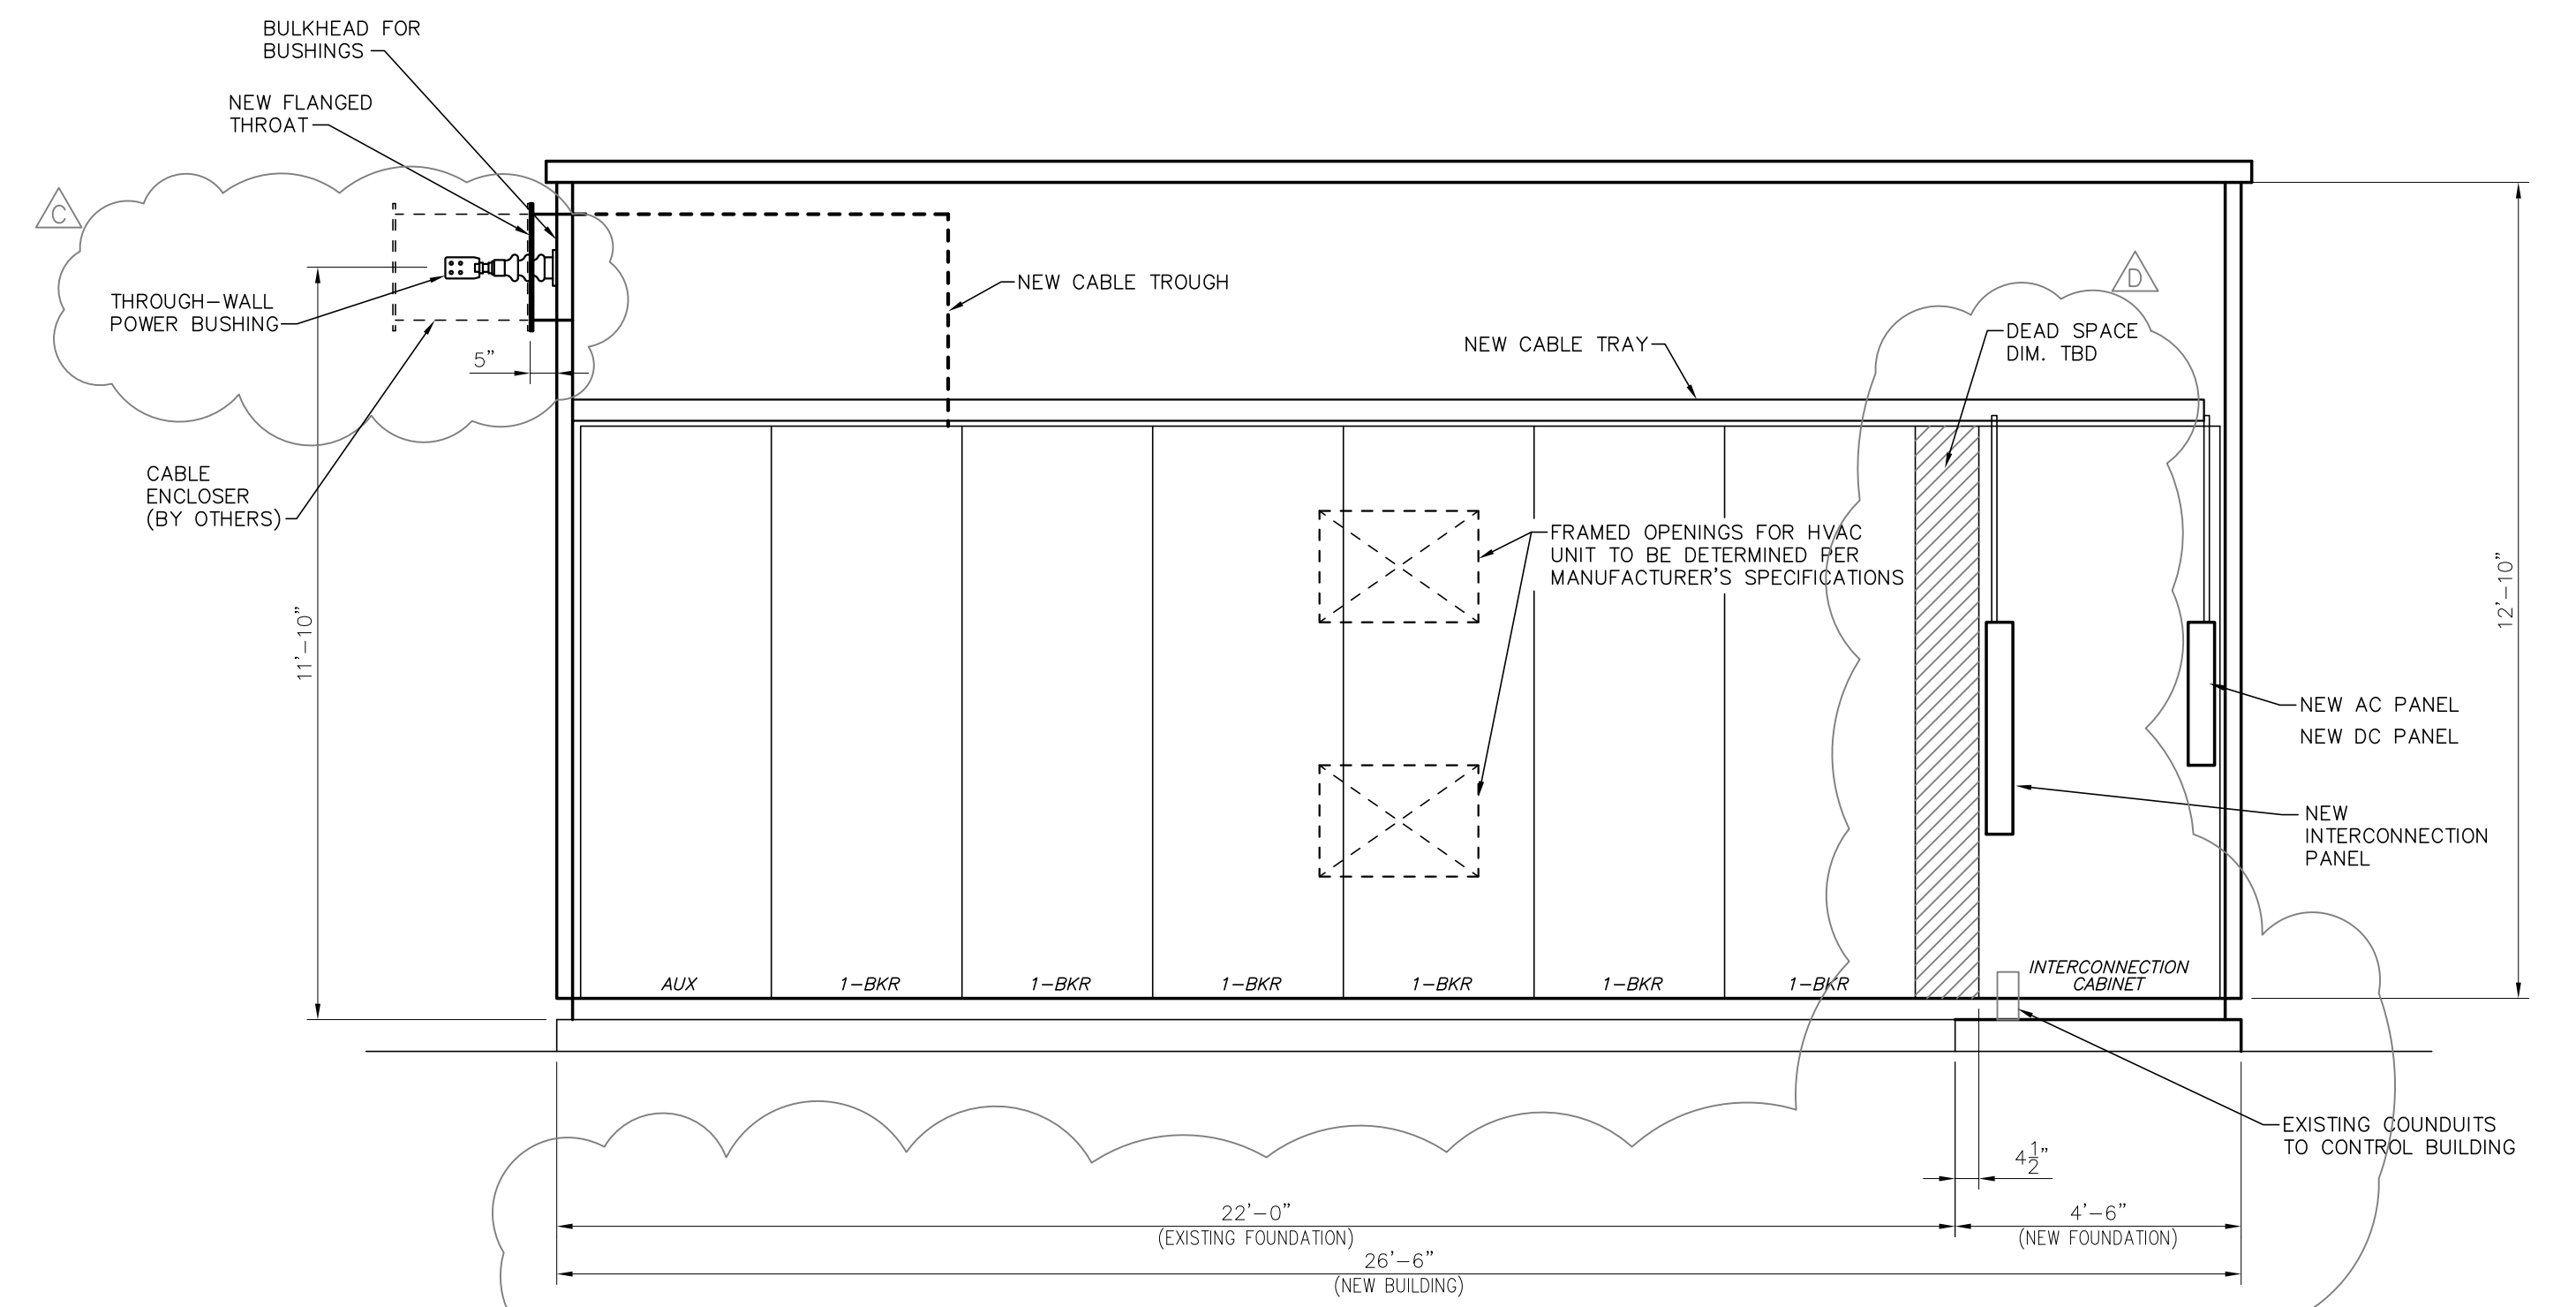 BULKHEAD FOR
BUSHINGS
NEW FLANGED
THROAT
C
THROUGH-WALL
POWER BUSHING
5"
CABLE
ENCLOSER
(BY OTHERS)
11'-10"
NEW CABLE TROUGH
NEW CABLE TRAY
D
DEAD SPACE
DIM. TBD
FRAMED OPENINGS FOR HVAC
UNIT TO BE DETERMINED PER
MANUFACTURER'S SPECIFICATIONS
12'-10"
NEW AC PANEL
NEW DC PANEL
NEW
INTERCONNECTION
PANEL
AUX
1-BKR
1-BKR
1-BKR
1-BKR
1-BKR
1-BKR
INTERCONNECTION
CABINET
EXISTING COUNDUITS
TO CONTROL BUILDING
4 1/2"
22'-0"
(EXISTING FOUNDATION)
4'-6"
(NEW FOUNDATION)
26'-6"
(NEW BUILDING)